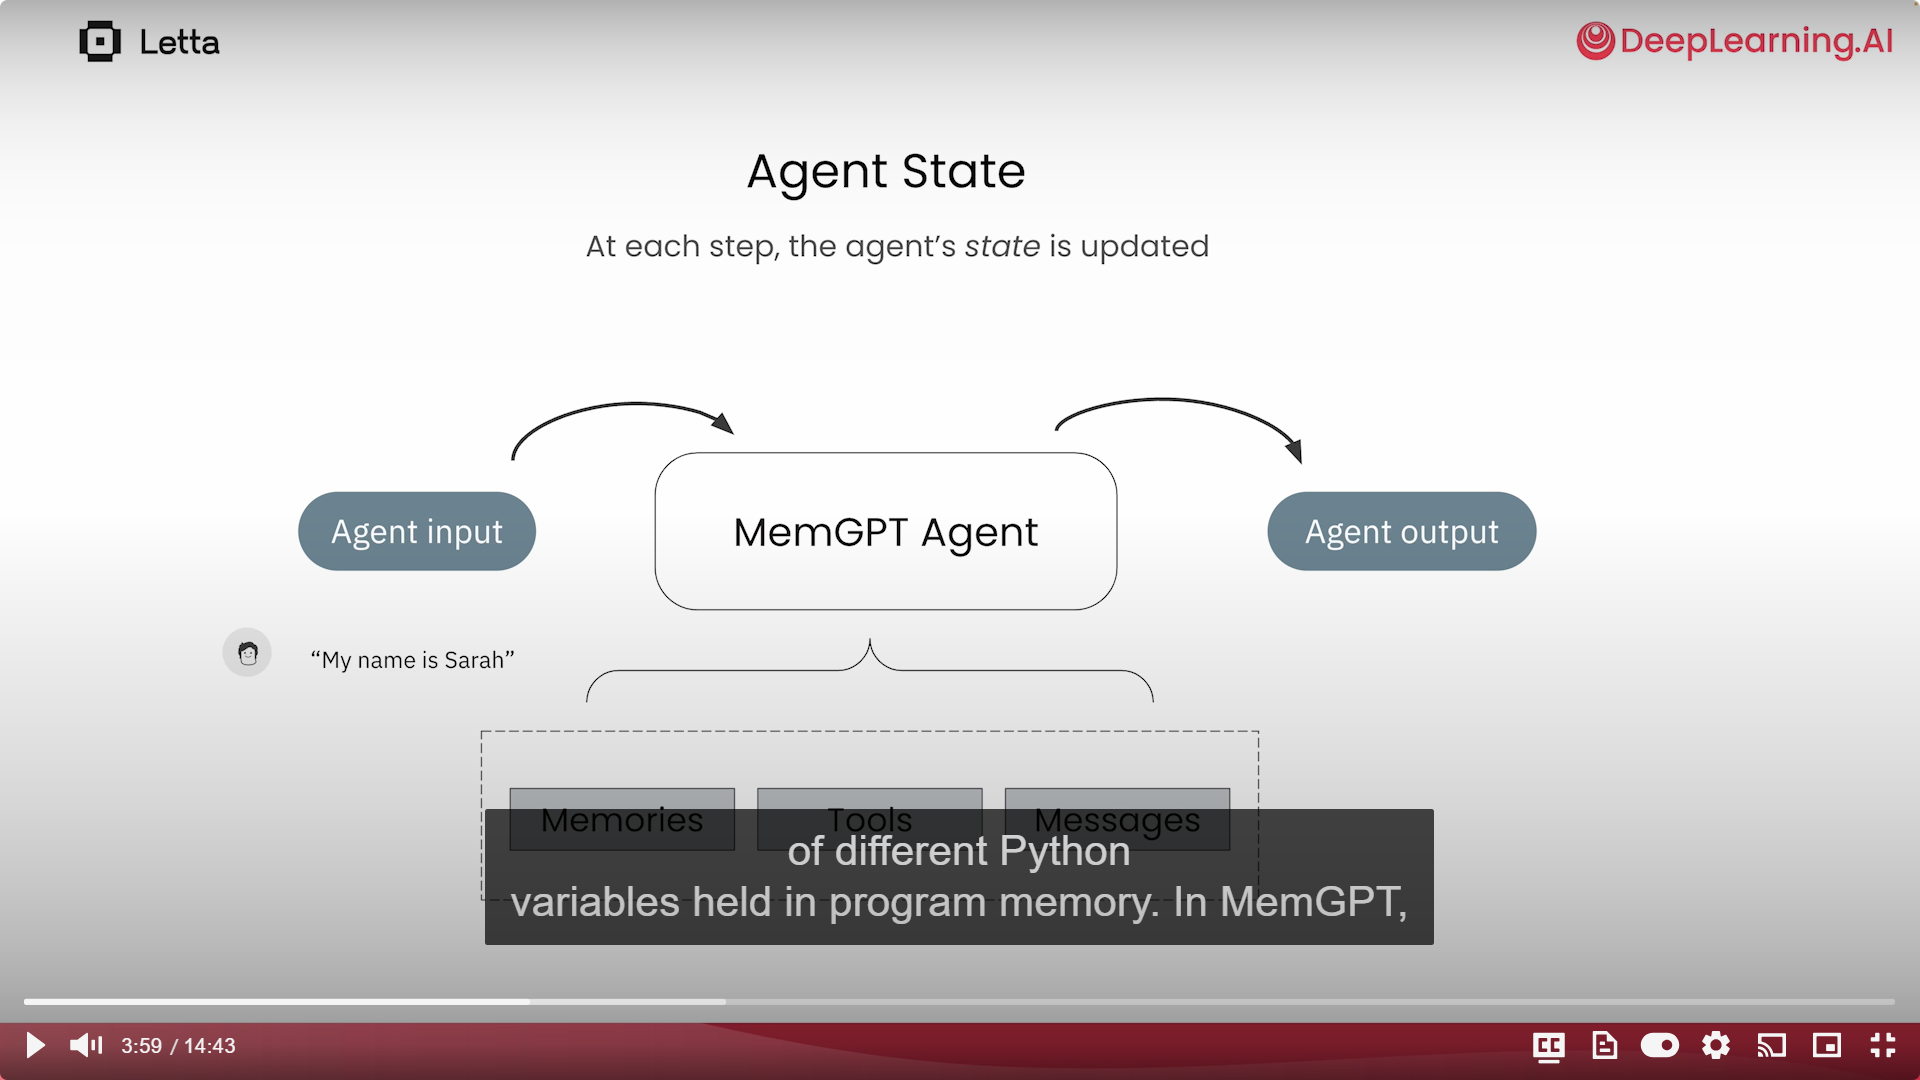 Letta
DeepLearning.AI
Agent State
At each step, the agent’s state is updated
Agent input
MemGPT Agent
Agent output
“My name is Sarah”
Memories
Tools
Messages
of different Python
variables held in program memory. In MemGPT,
3:59 / 14:43
CC